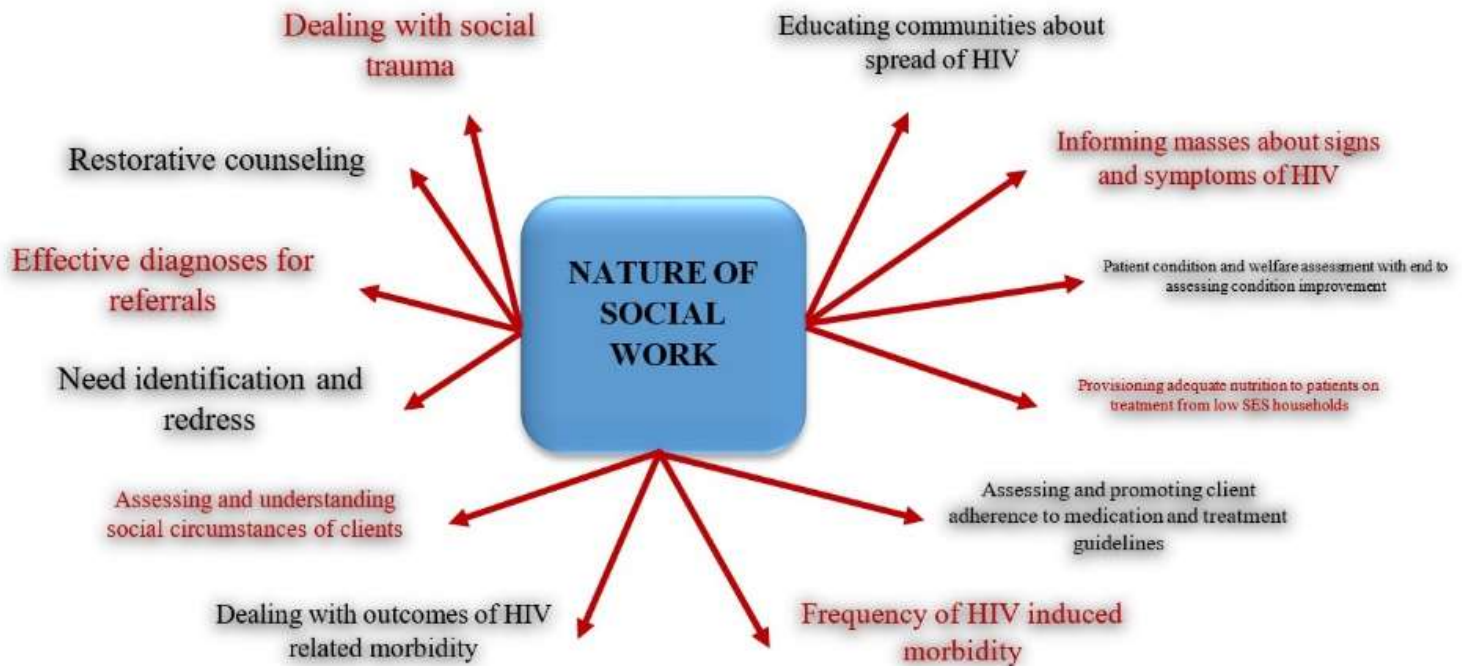 NATURE OF
SOCIAL
WORK
Dealing with social
trauma
Restorative counseling
Effective diagnoses for
referrals
Need identification and
redress
Assessing and understanding
social circumstances of clients
Dealing with outcomes of HIV
related morbidity
Frequency of HIV induced
morbidity
Assessing and promoting client
adherence to medication and treatment
guidelines
Provisioning adequate nutrition to patients on
treatment from low SES households
Patient condition and welfare assessment with end to
assessing condition improvement
Informing masses about signs
and symptoms of HIV
Educating communities about
spread of HIV